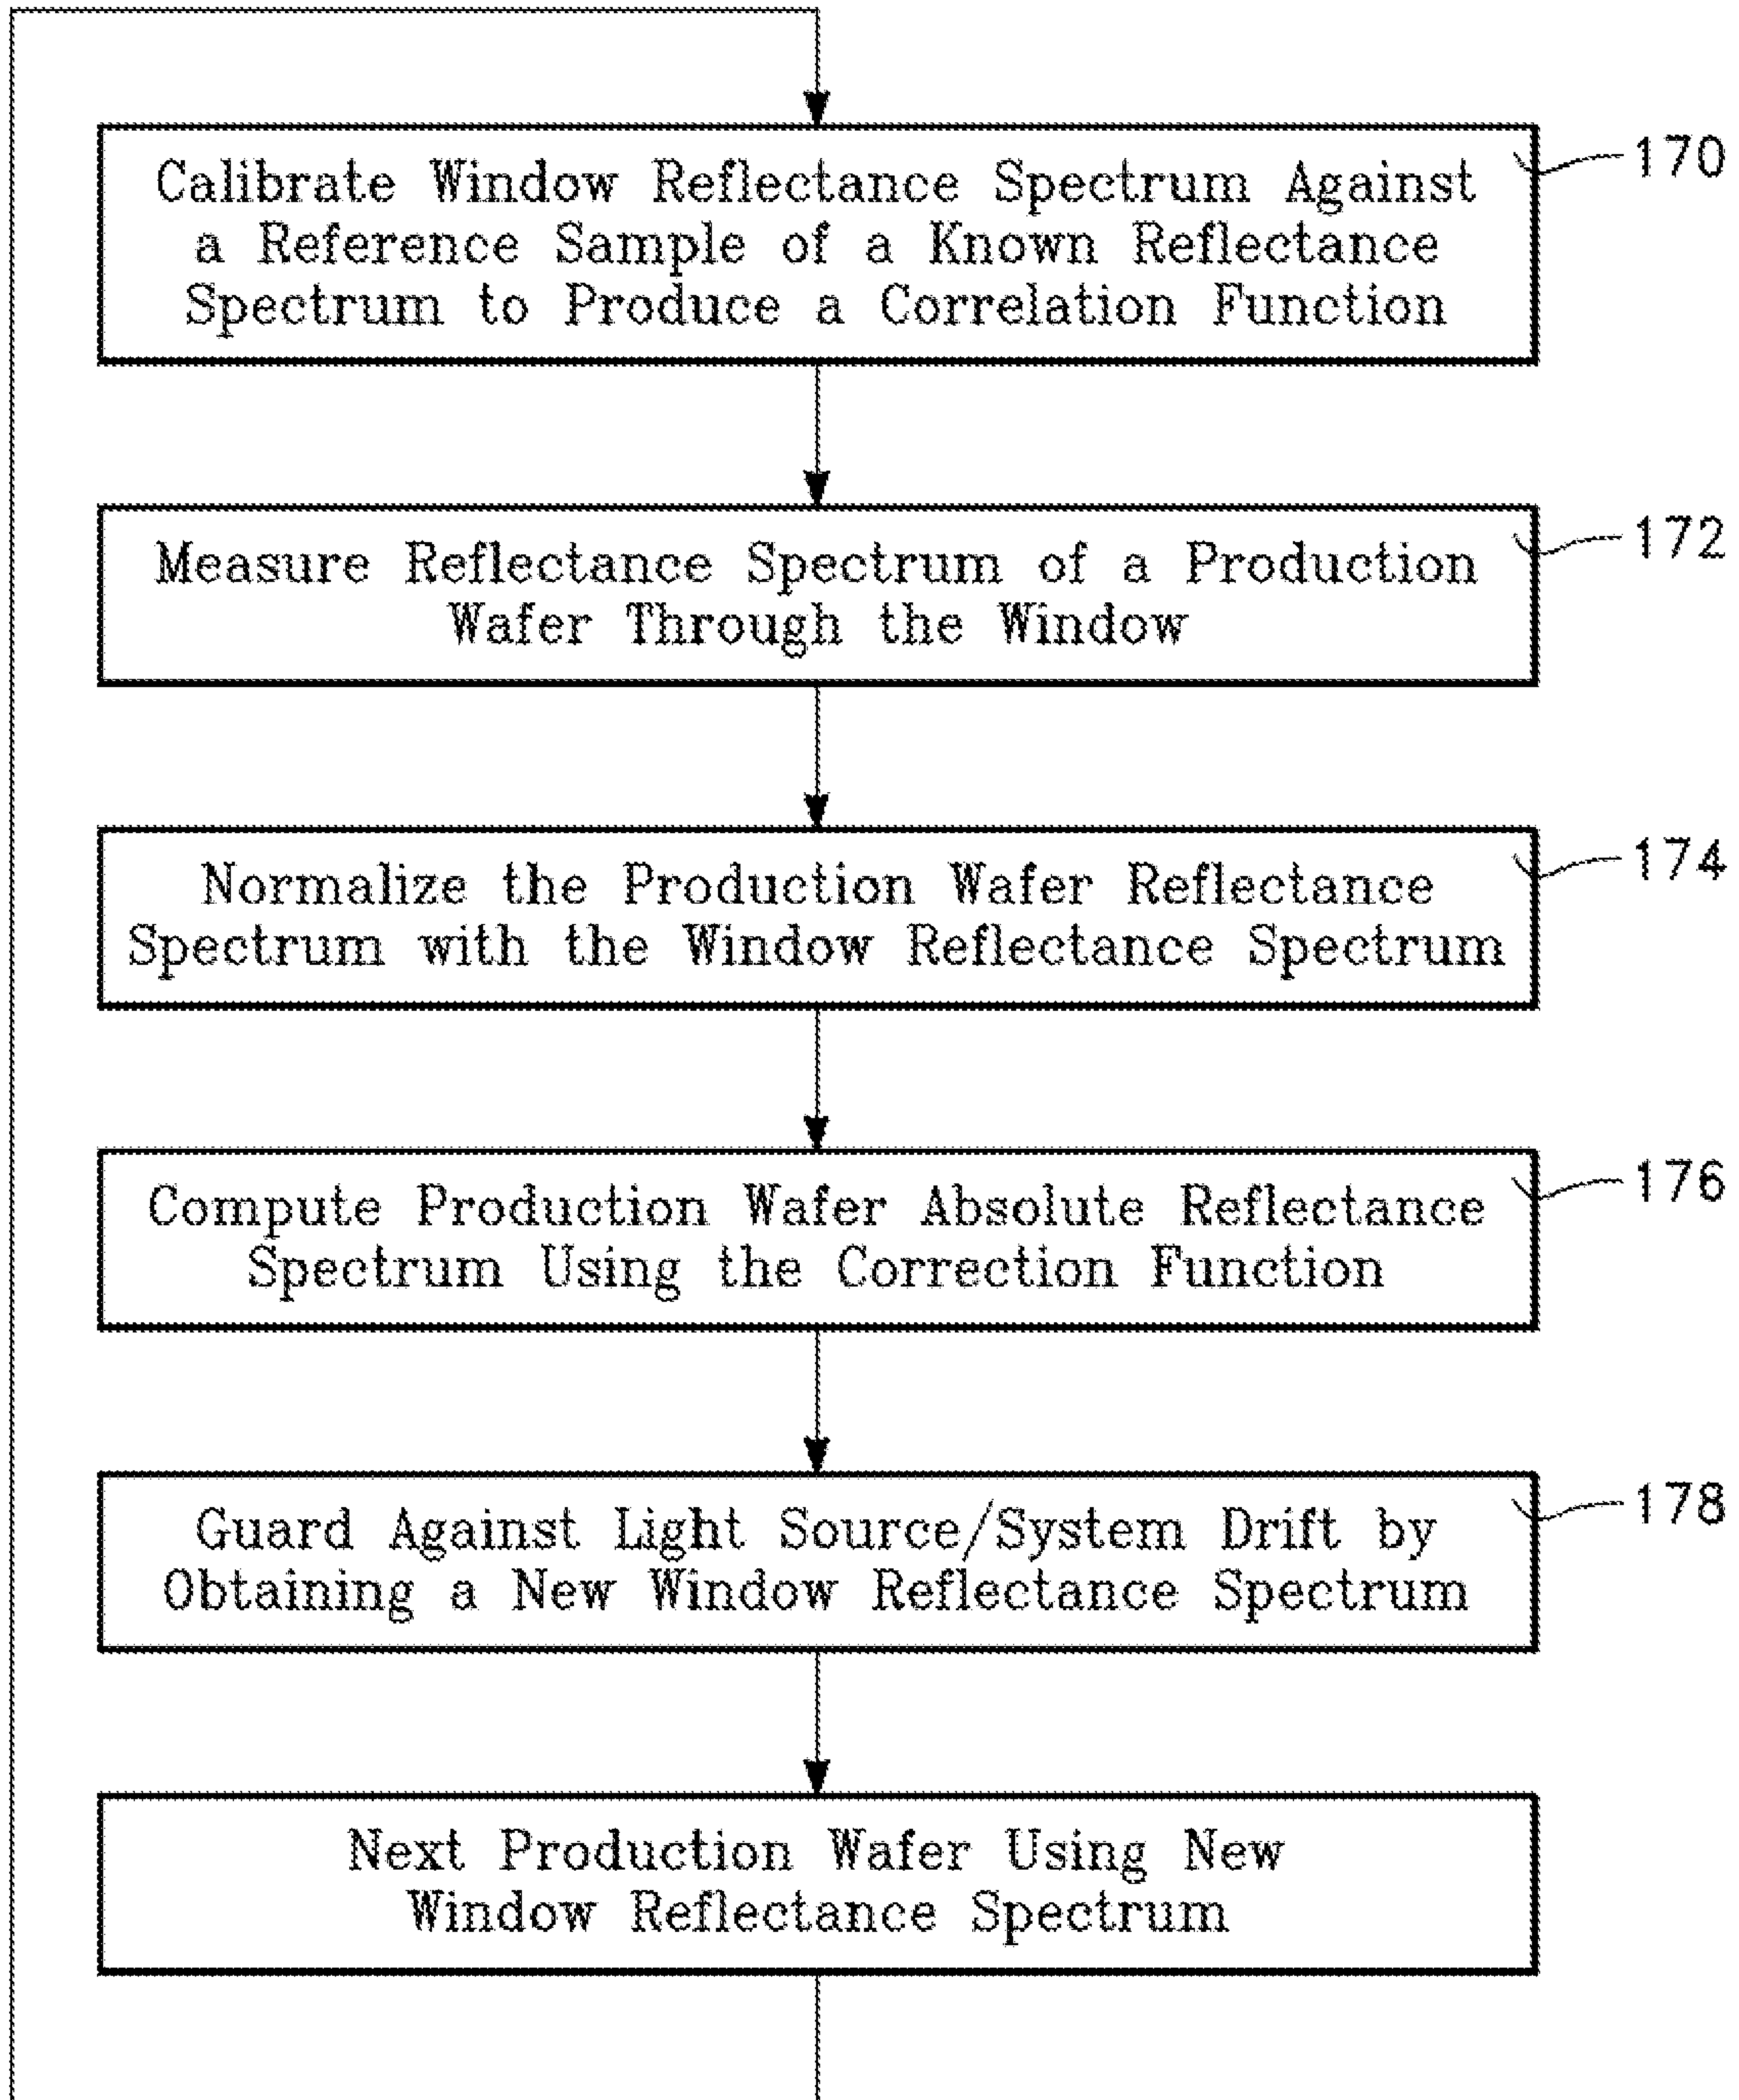 Calibrate Window Reflectance Spectrum Against
a Reference Sample of a Known Reflectance
Spectrum to Produce a Correlation Function
170
Measure Reflectance Spectrum of a Production
Wafer Through the Window
172
Normalize the Production Wafer Reflectance
Spectrum with the Window Reflectance Spectrum
174
Compute Production Wafer Absolute Reflectance
Spectrum Using the Correction Function
176
Guard Against Light Source/System Drift by
Obtaining a New Window Reflectance Spectrum
178
Next Production Wafer Using New
Window Reflectance Spectrum